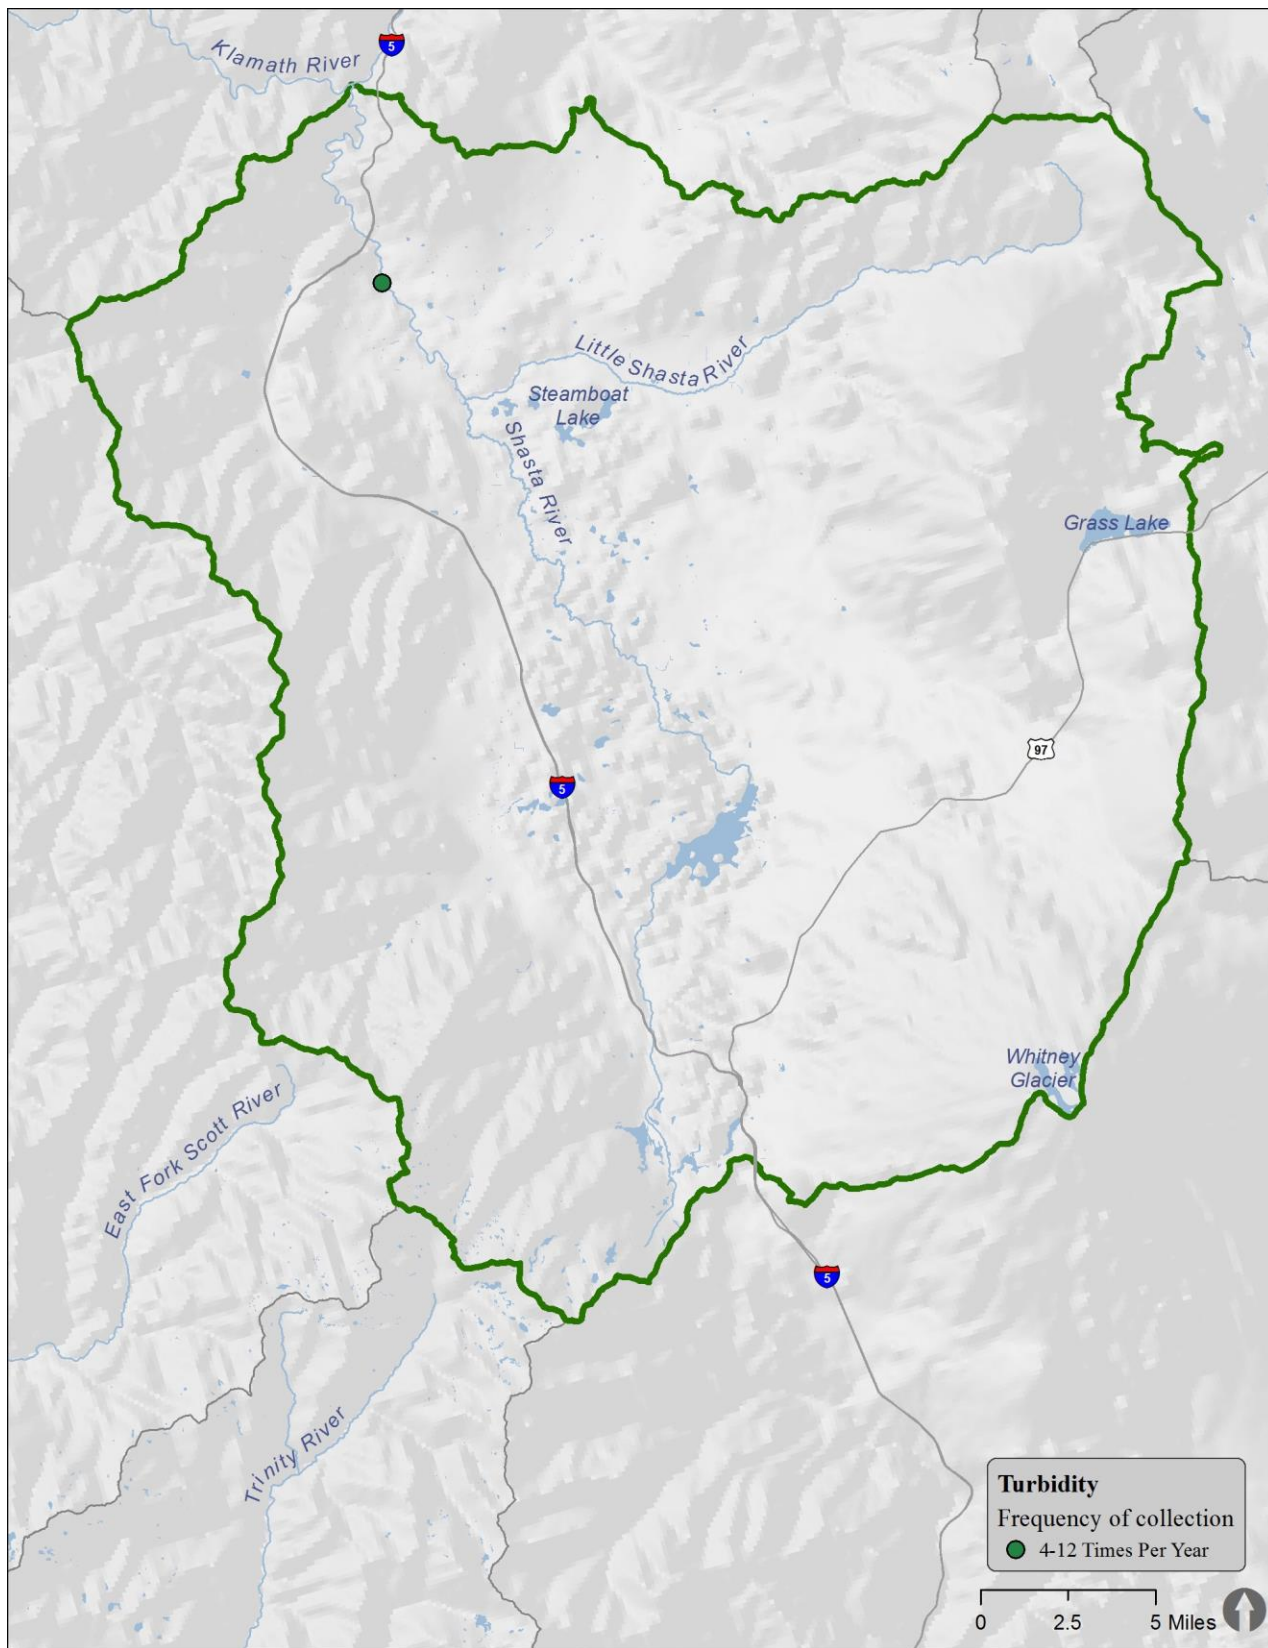 Klamath River
5
Little Shasta River
Steamboat
Lake
Shasta River
Grass Lake
97
5
Whitney
Glacier
East Fork Scott River
5
Trinity River
Turbidity
Frequency of collection
4-12 Times Per Year
0 2.5 5 Miles